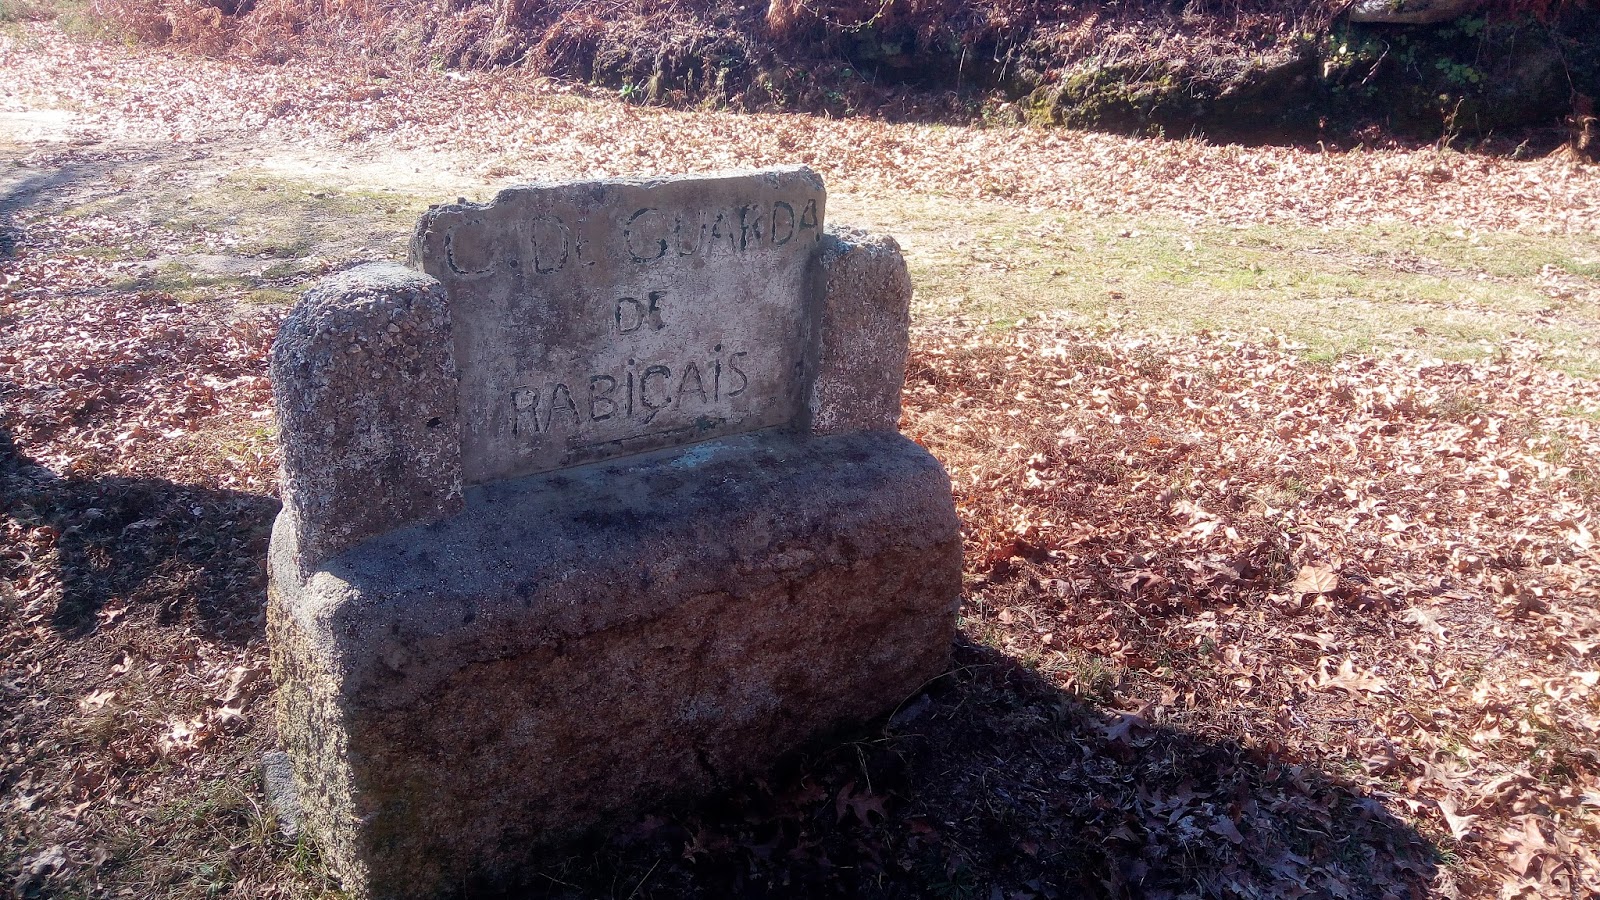 C. DE GUARDA
DE
RABIÇAIS